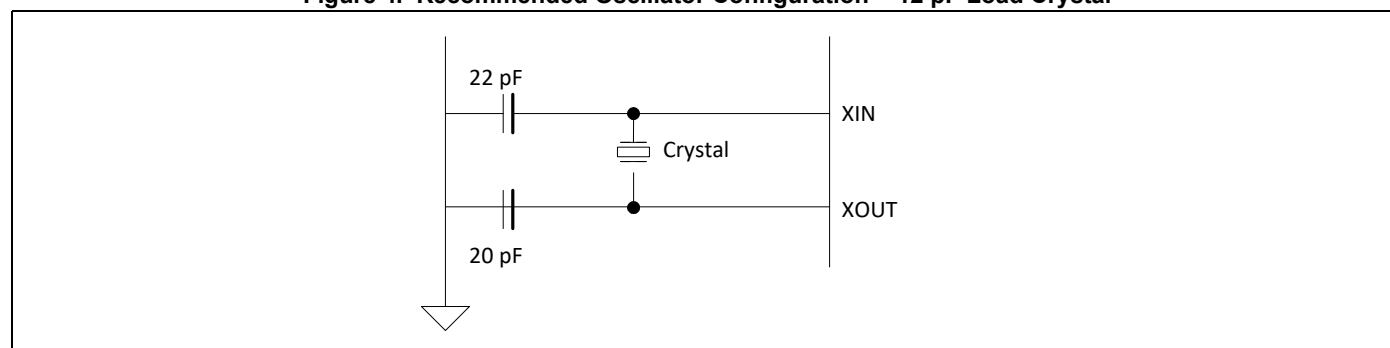 Figure 4. Recommended Oscillator Configuration – 12 pF Load Crystal
22 pF
XIN
Crystal
XOUT
20 pF